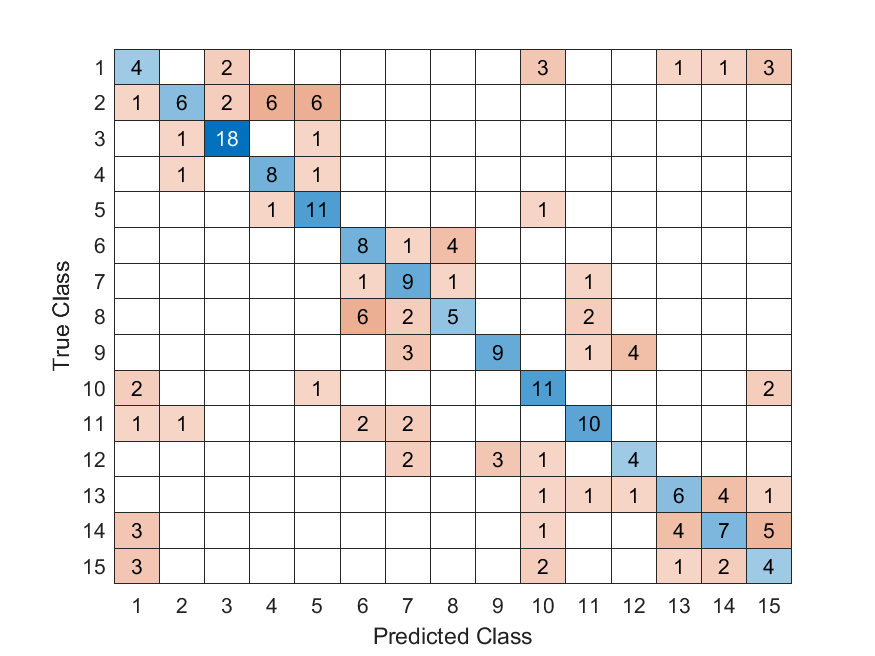 1 4 2 3 1 1 3
2 1 6 2 6 6
3 1 18 1
4 1 8 1
5 1 11 1
6 8 1 4
7 1 9 1 1
8 6 2 5 2
9 3 9 1 4
10 2 1 11 2
11 1 1 2 2 10
12 2 3 1 4
13 1 1 1 6 4 1
14 3 1 4 7 5
15 3 2 1 2 4
True Class
1 2 3 4 5 6 7 8 9 10 11 12 13 14 15
Predicted Class